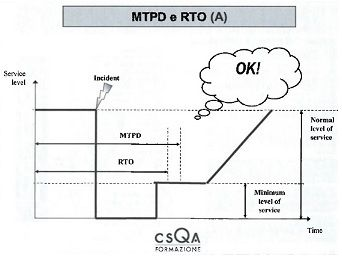 MTPD e RTO (A)
Service
level
Incident
OK!
MTPD
RTO
Normal
level of
service
Minimum
level of
service
Time
CSQA
FORMAZIONE